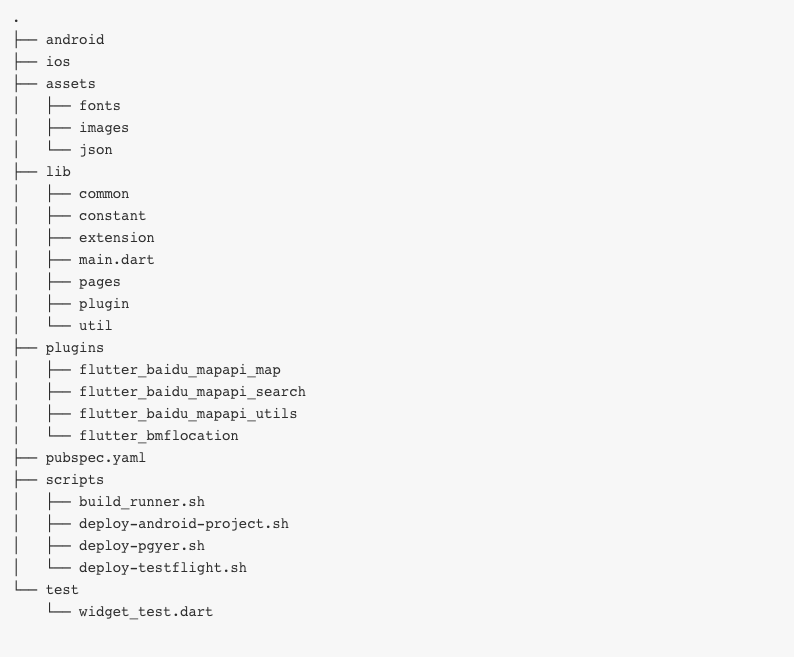 .
├── android
├── ios
├── assets
│   ├── fonts
│   ├── images
│   └── json
├── lib
│   ├── common
│   ├── constant
│   ├── extension
│   ├── main.dart
│   ├── pages
│   ├── plugin
│   └── util
├── plugins
│   ├── flutter_baidu_mapapi_map
│   ├── flutter_baidu_mapapi_search
│   ├── flutter_baidu_mapapi_utils
│   └── flutter_bmflocation
├── pubspec.yaml
├── scripts
│   ├── build_runner.sh
│   ├── deploy-android-project.sh
│   ├── deploy-pgyer.sh
│   └── deploy-testflight.sh
└── test
    └── widget_test.dart